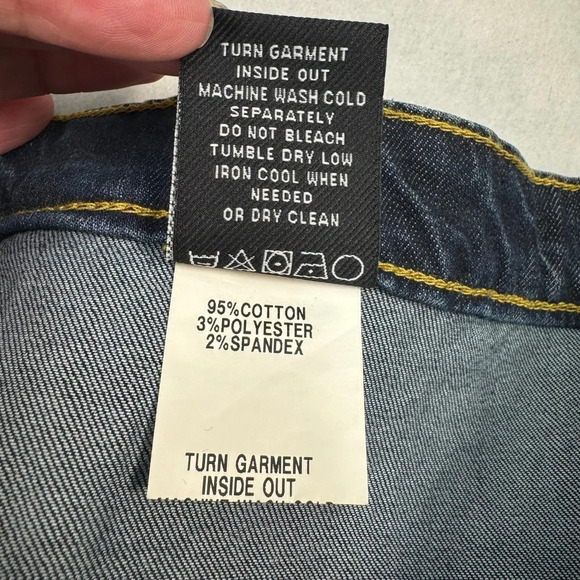 TURN GARMENT
INSIDE OUT
MACHINE WASH COLD
SEPARATELY
DO NOT BLEACH
TUMBLE DRY LOW
IRON COOL WHEN
NEEDED
OR DRY CLEAN
95%COTTON
3%POLYESTER
2%SPANDEX
TURN GARMENT
INSIDE OUT